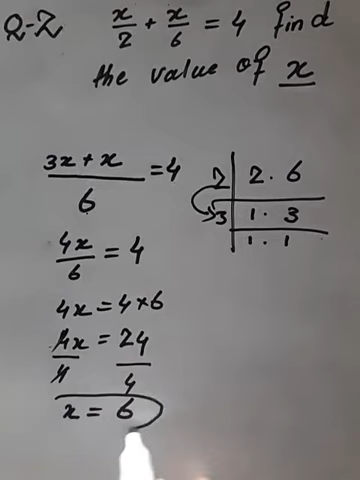 Q-2 x/2 + x/6 = 4 find
the value of x
3x + x / 6 = 4
4x/6 = 4
4x = 4×6
4x/4 = 24/4
x = 6
2 | 2 . 6
3 | 1 . 3
1 . 1